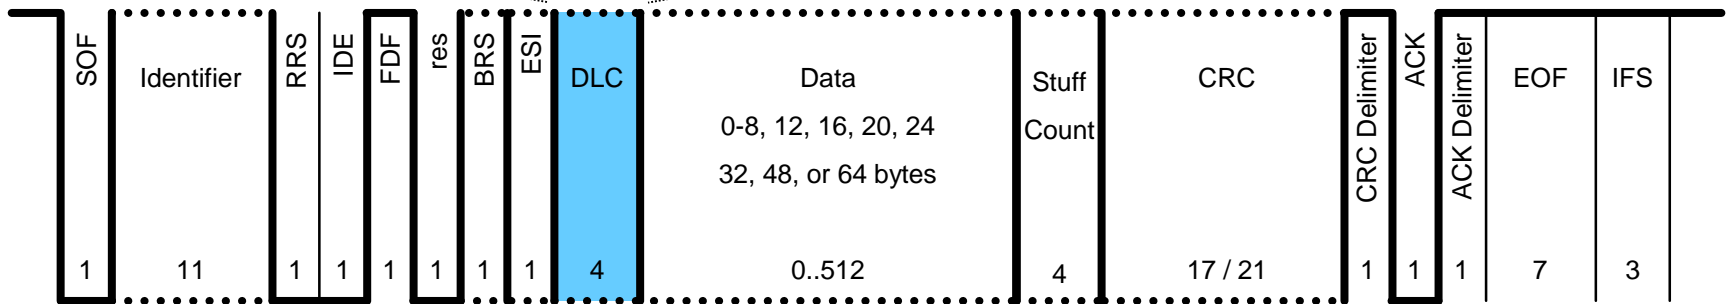 SOF
Identifier
RRS
IDE
FDF
res
BRS
ESI
DLC
Data
0-8, 12, 16, 20, 24
32, 48, or 64 bytes
Stuff
Count
CRC
CRC Delimiter
ACK
ACK Delimiter
EOF
IFS
1
11
1
1
1
1
1
1
4
0..512
4
17 / 21
1
1
1
7
3